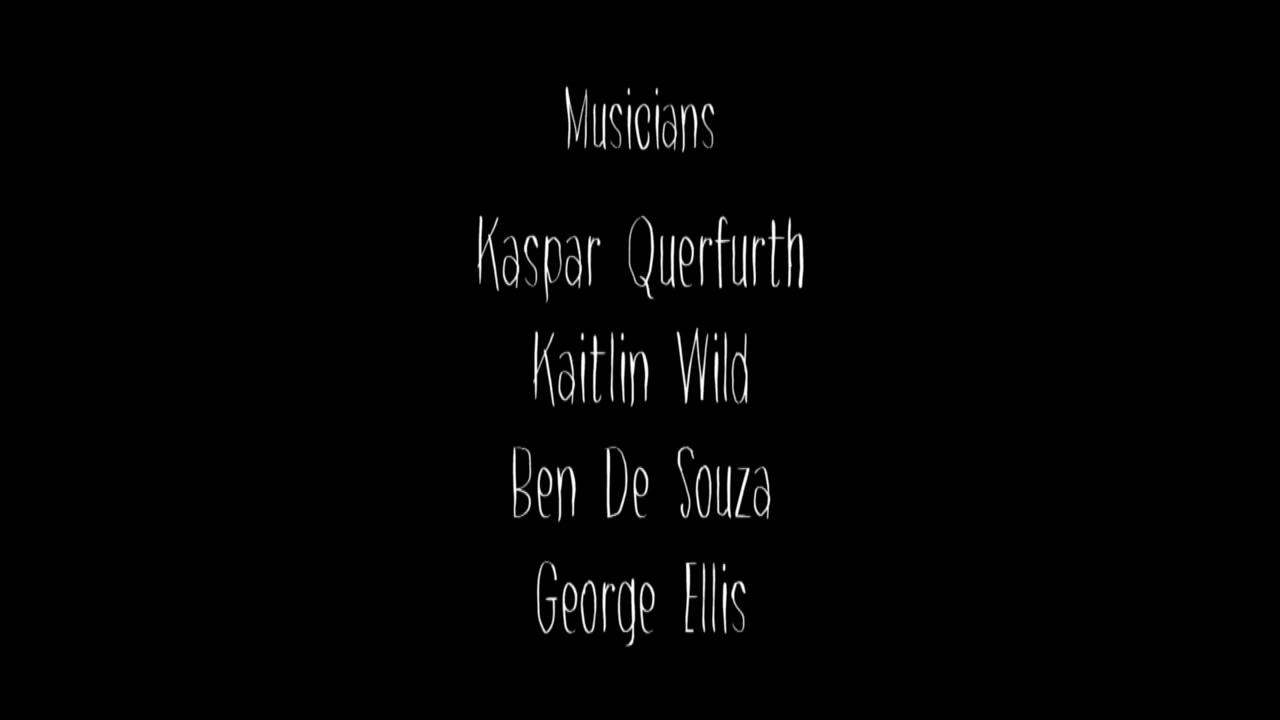 Musicians
Kaspar Querfurth
Kaitlin Wild
Ben De Souza
George Ellis